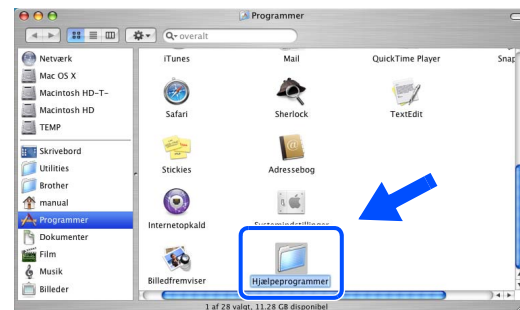 Programmer
overalt
Netværk
Mac OS X
Macintosh HD-T-
Macintosh HD
TEMP
Skrivebord
Utilities
Brother
manual
Programmer
Dokumenter
Film
Musik
Billeder
iTunes
Mail
QuickTime Player
Snap
Safari
Sherlock
TextEdit
Stickies
Adressebog
Internetopkald
Systemindstillinger
Billedfremviser
Hjælpeprogrammer
1 af 28 valgt, 11.28 GB disponibel